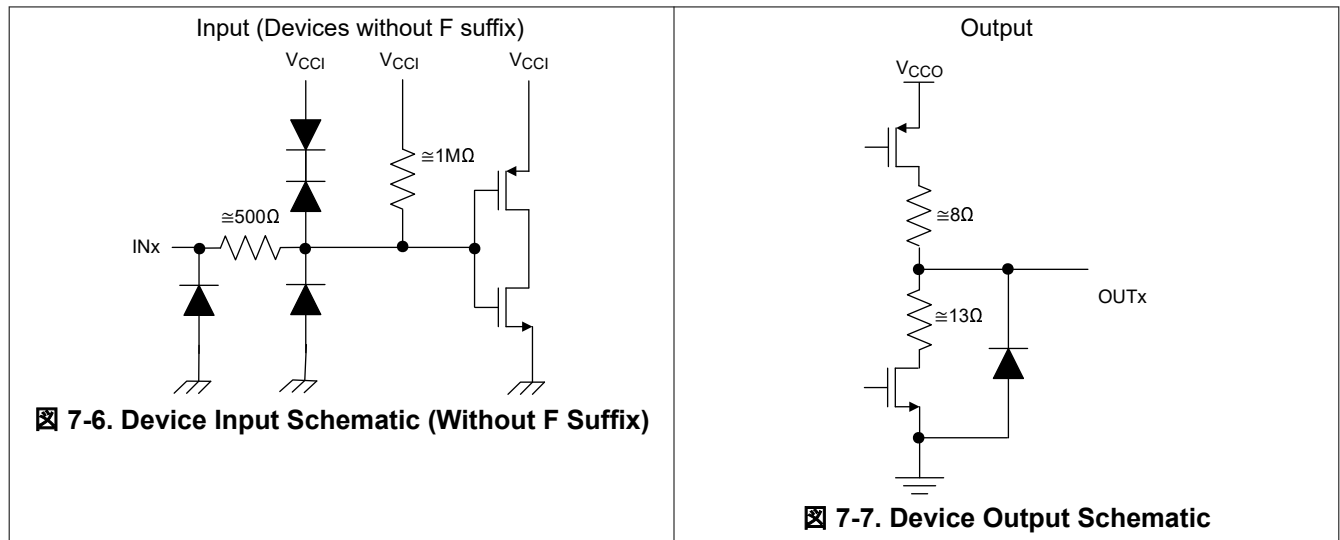 Input (Devices without F suffix)
VCCI VCCI VCCI
≅1MΩ
≅500Ω
INx
図 7-6. Device Input Schematic (Without F Suffix)
Output
VCCO
≅8Ω
OUTx
≅13Ω
図 7-7. Device Output Schematic